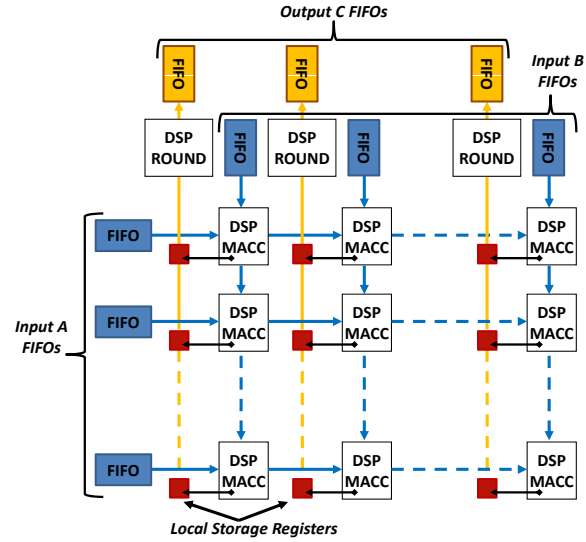 Output C FIFOs
FIFO
FIFO
FIFO
Input B
FIFOs
DSP
ROUND
FIFO
DSP
ROUND
FIFO
DSP
ROUND
FIFO
FIFO
DSP
MACC
DSP
MACC
DSP
MACC
Input A
FIFOs
FIFO
DSP
MACC
DSP
MACC
DSP
MACC
FIFO
DSP
MACC
DSP
MACC
DSP
MACC
Local Storage Registers